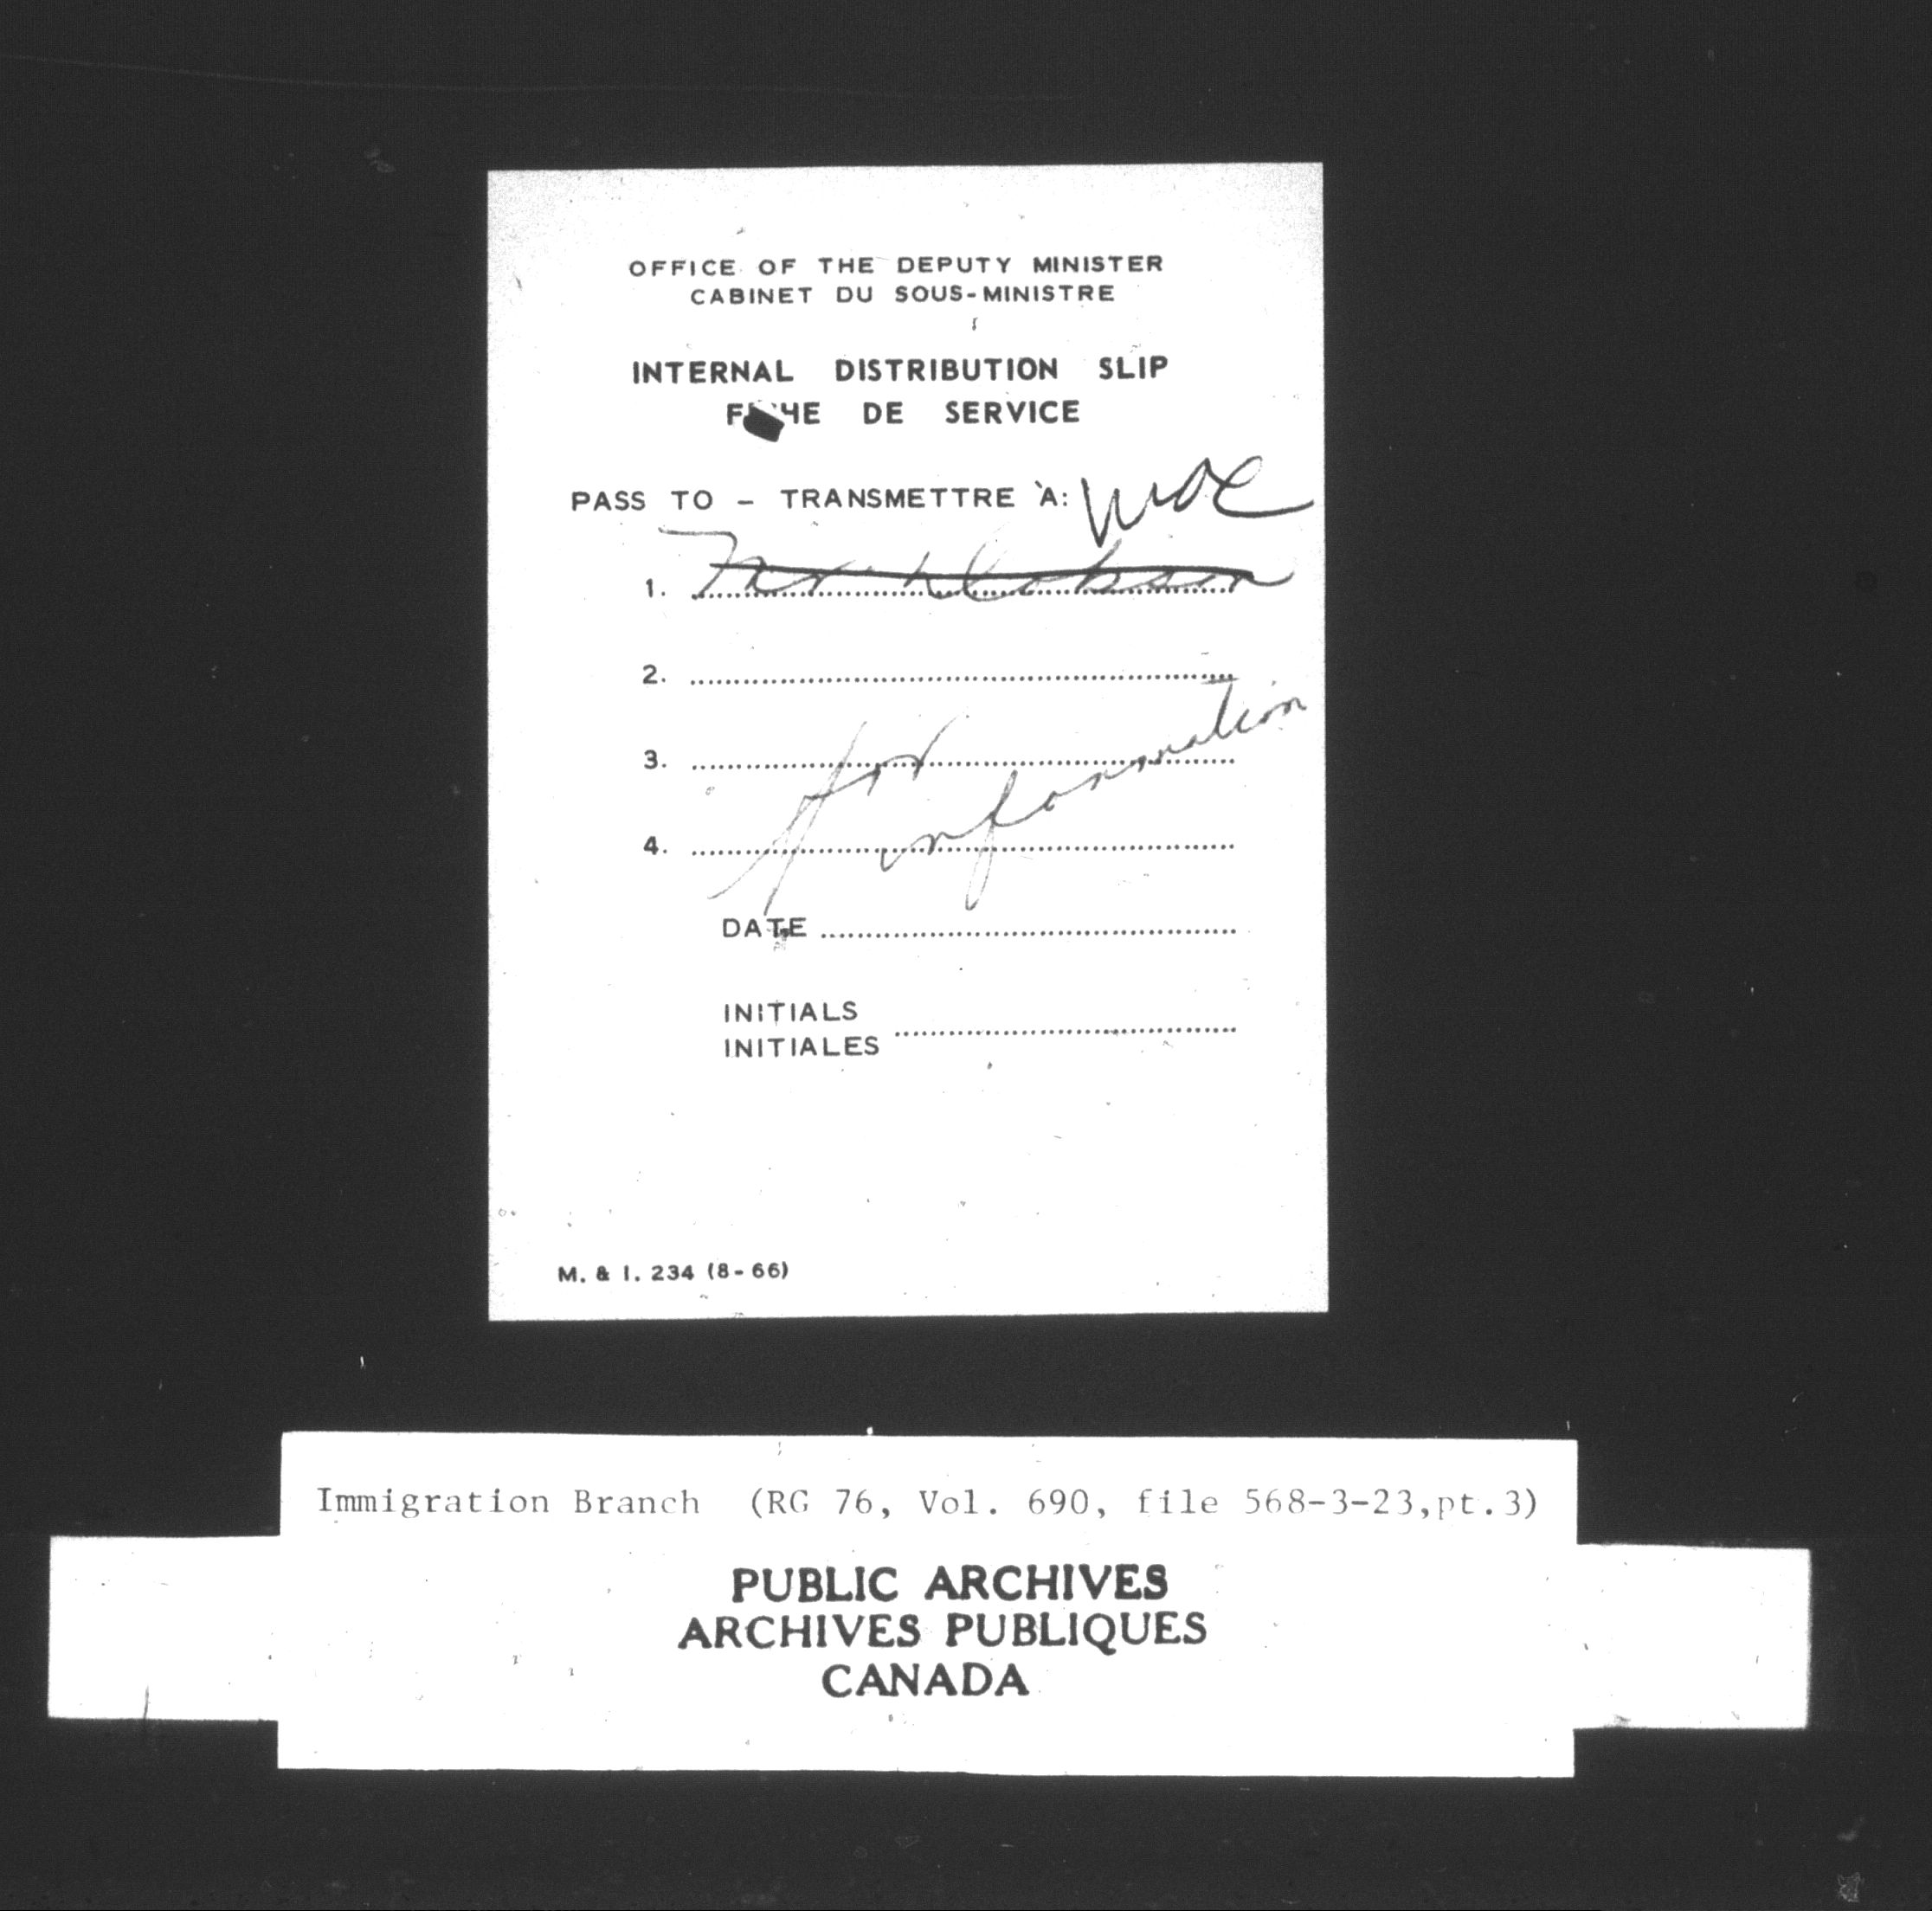 OFFICE OF THE DEPUTY MINISTER
CABINET DU SOUS-MINISTRE
INTERNAL DISTRIBUTION SLIP
DE SERVICE
PASS TO - TRANSMETTRE À:
1.
2.
3.
for
information
4.
DATE
INITIALS
INITIALES
M. & I. 234 (8-66)
Immigration Branch (RG 76, Vol. 690, file 568-3-23,pt.3)
PUBLIC ARCHIVES
ARCHIVES PUBLIQUES
CANADA